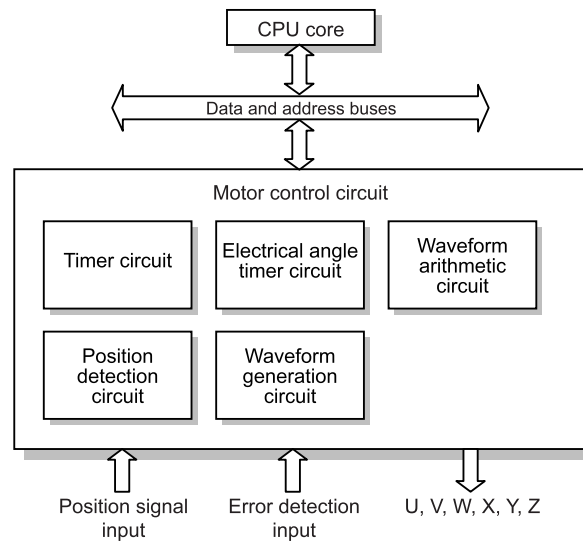 CPU core
Data and address buses
Motor control circuit
Timer circuit
Electrical angle
timer circuit
Waveform
arithmetic
circuit
Position
detection
circuit
Waveform
generation
circuit
Position signal
input
Error detection
input
U, V, W, X, Y, Z